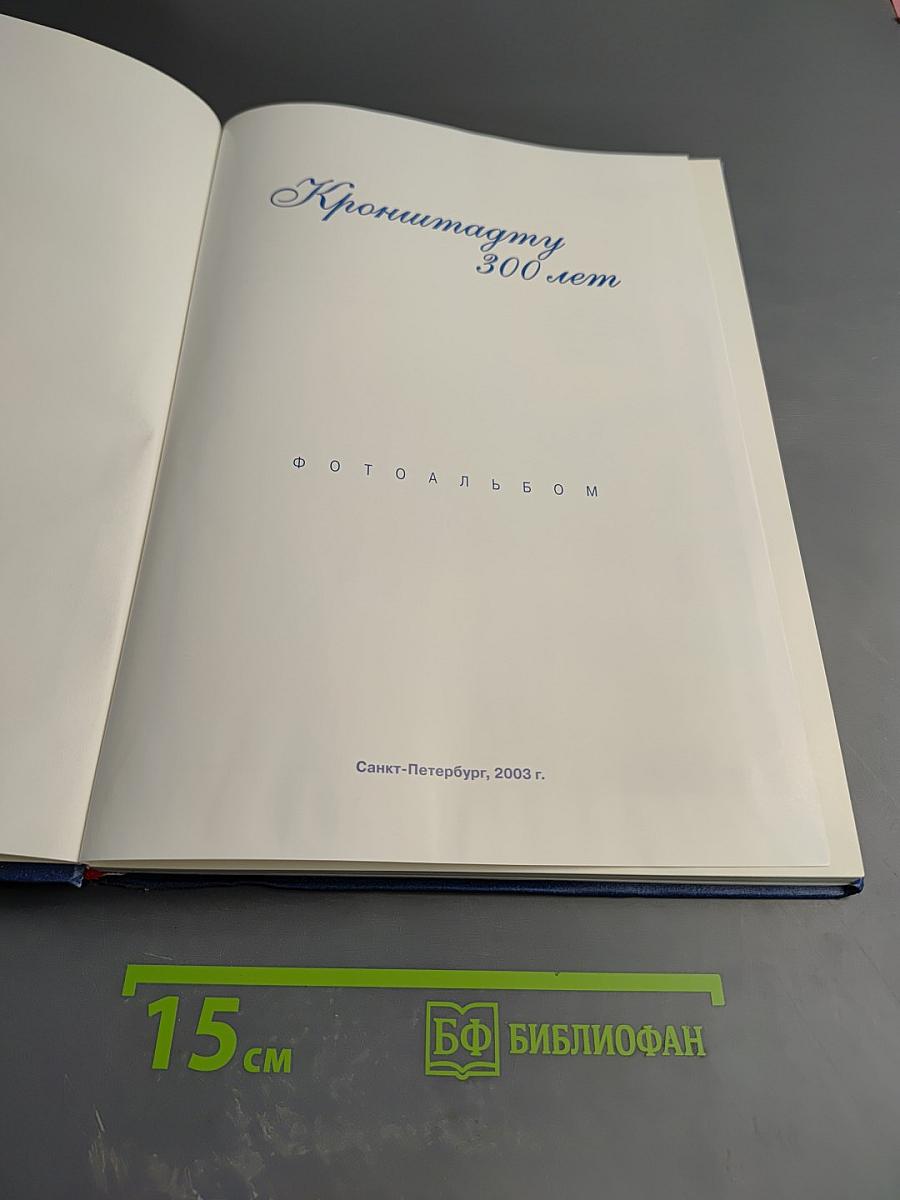 Кронштадту
300 лет
ФОТОАЛЬБОМ
Санкт-Петербург, 2003 г.
15 см
БФ БИБЛИОФАН